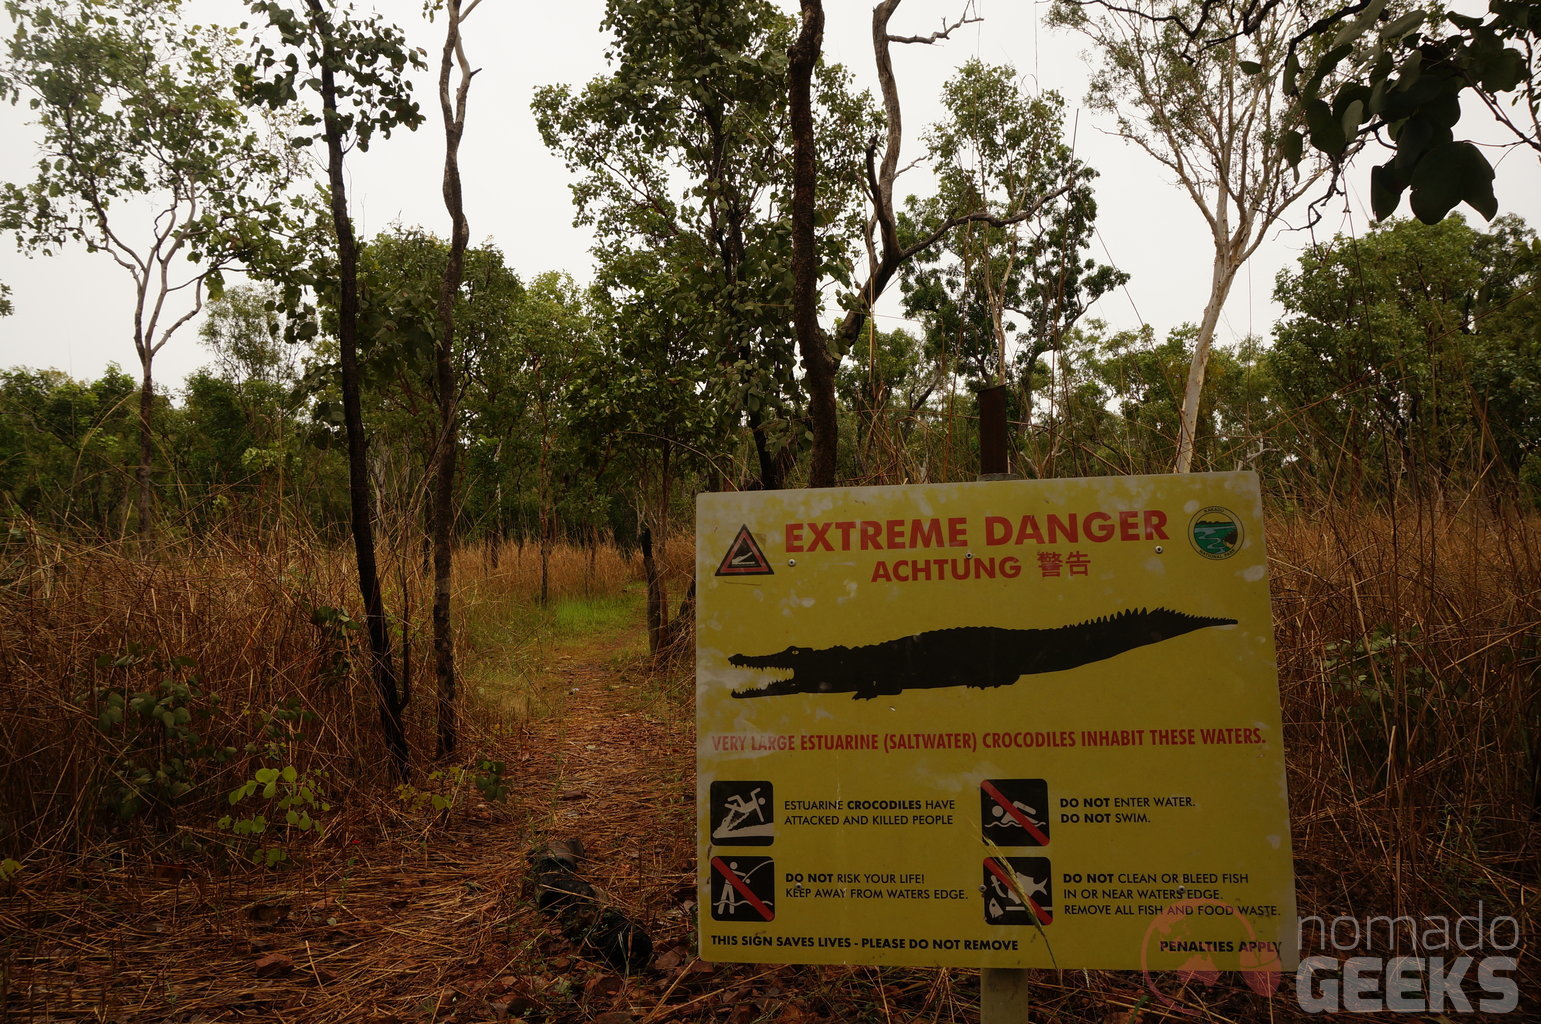 EXTREME DANGER
ACHTUNG 警告
KAKADU
NATIONAL PARK
VERY LARGE ESTUARINE (SALTWATER) CROCODILES INHABIT THESE WATERS.
ESTUARINE CROCODILES HAVE
ATTACKED AND KILLED PEOPLE
DO NOT ENTER WATER.
DO NOT SWIM.
DO NOT RISK YOUR LIFE!
KEEP AWAY FROM WATERS EDGE.
DO NOT CLEAN OR BLEED FISH
IN OR NEAR WATERS EDGE.
REMOVE ALL FISH AND FOOD WASTE.
THIS SIGN SAVES LIVES - PLEASE DO NOT REMOVE
PENALTIES APPLY
nomado
GEEKS